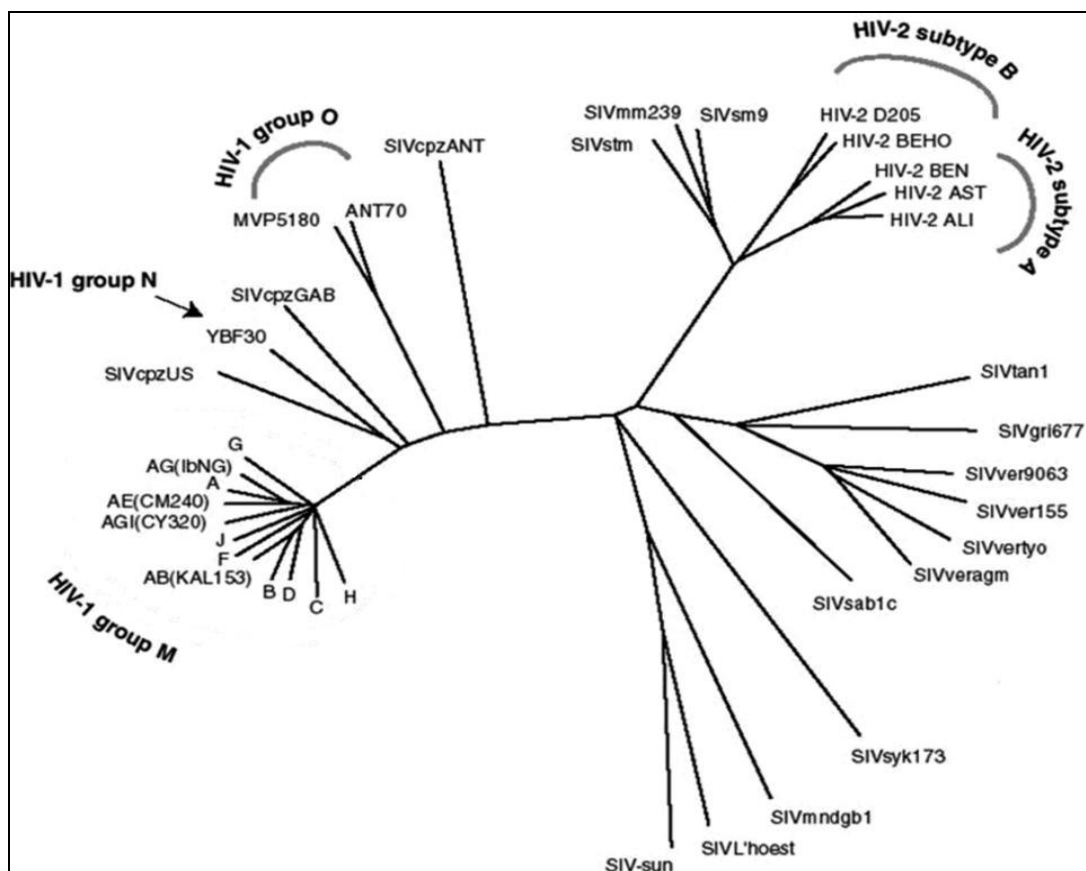 HIV-2 subtype B
HIV-1 group O
SIVmm239
SIVsm9
HIV-2 D205
SIVstm
HIV-2 BEHO
HIV-2 subtype A
SIVcpzANT
HIV-2 BEN
HIV-2 AST
HIV-2 ALI
MVP5180
ANT70
HIV-1 group N
SIVcpzGAB
YBF30
SIVcpzUS
SIVtan1
SIVgri677
G
AG(IbNG)
A
AE(CM240)
AGI(CY320)
J
F
AB(KAL153)
B
D
C
H
HIV-1 group M
SIVver9063
SIVver155
SIVvertyo
SIVveragm
SIVsab1c
SIVsyk173
SIVmndgb1
SIVL'hoest
SIV-sun